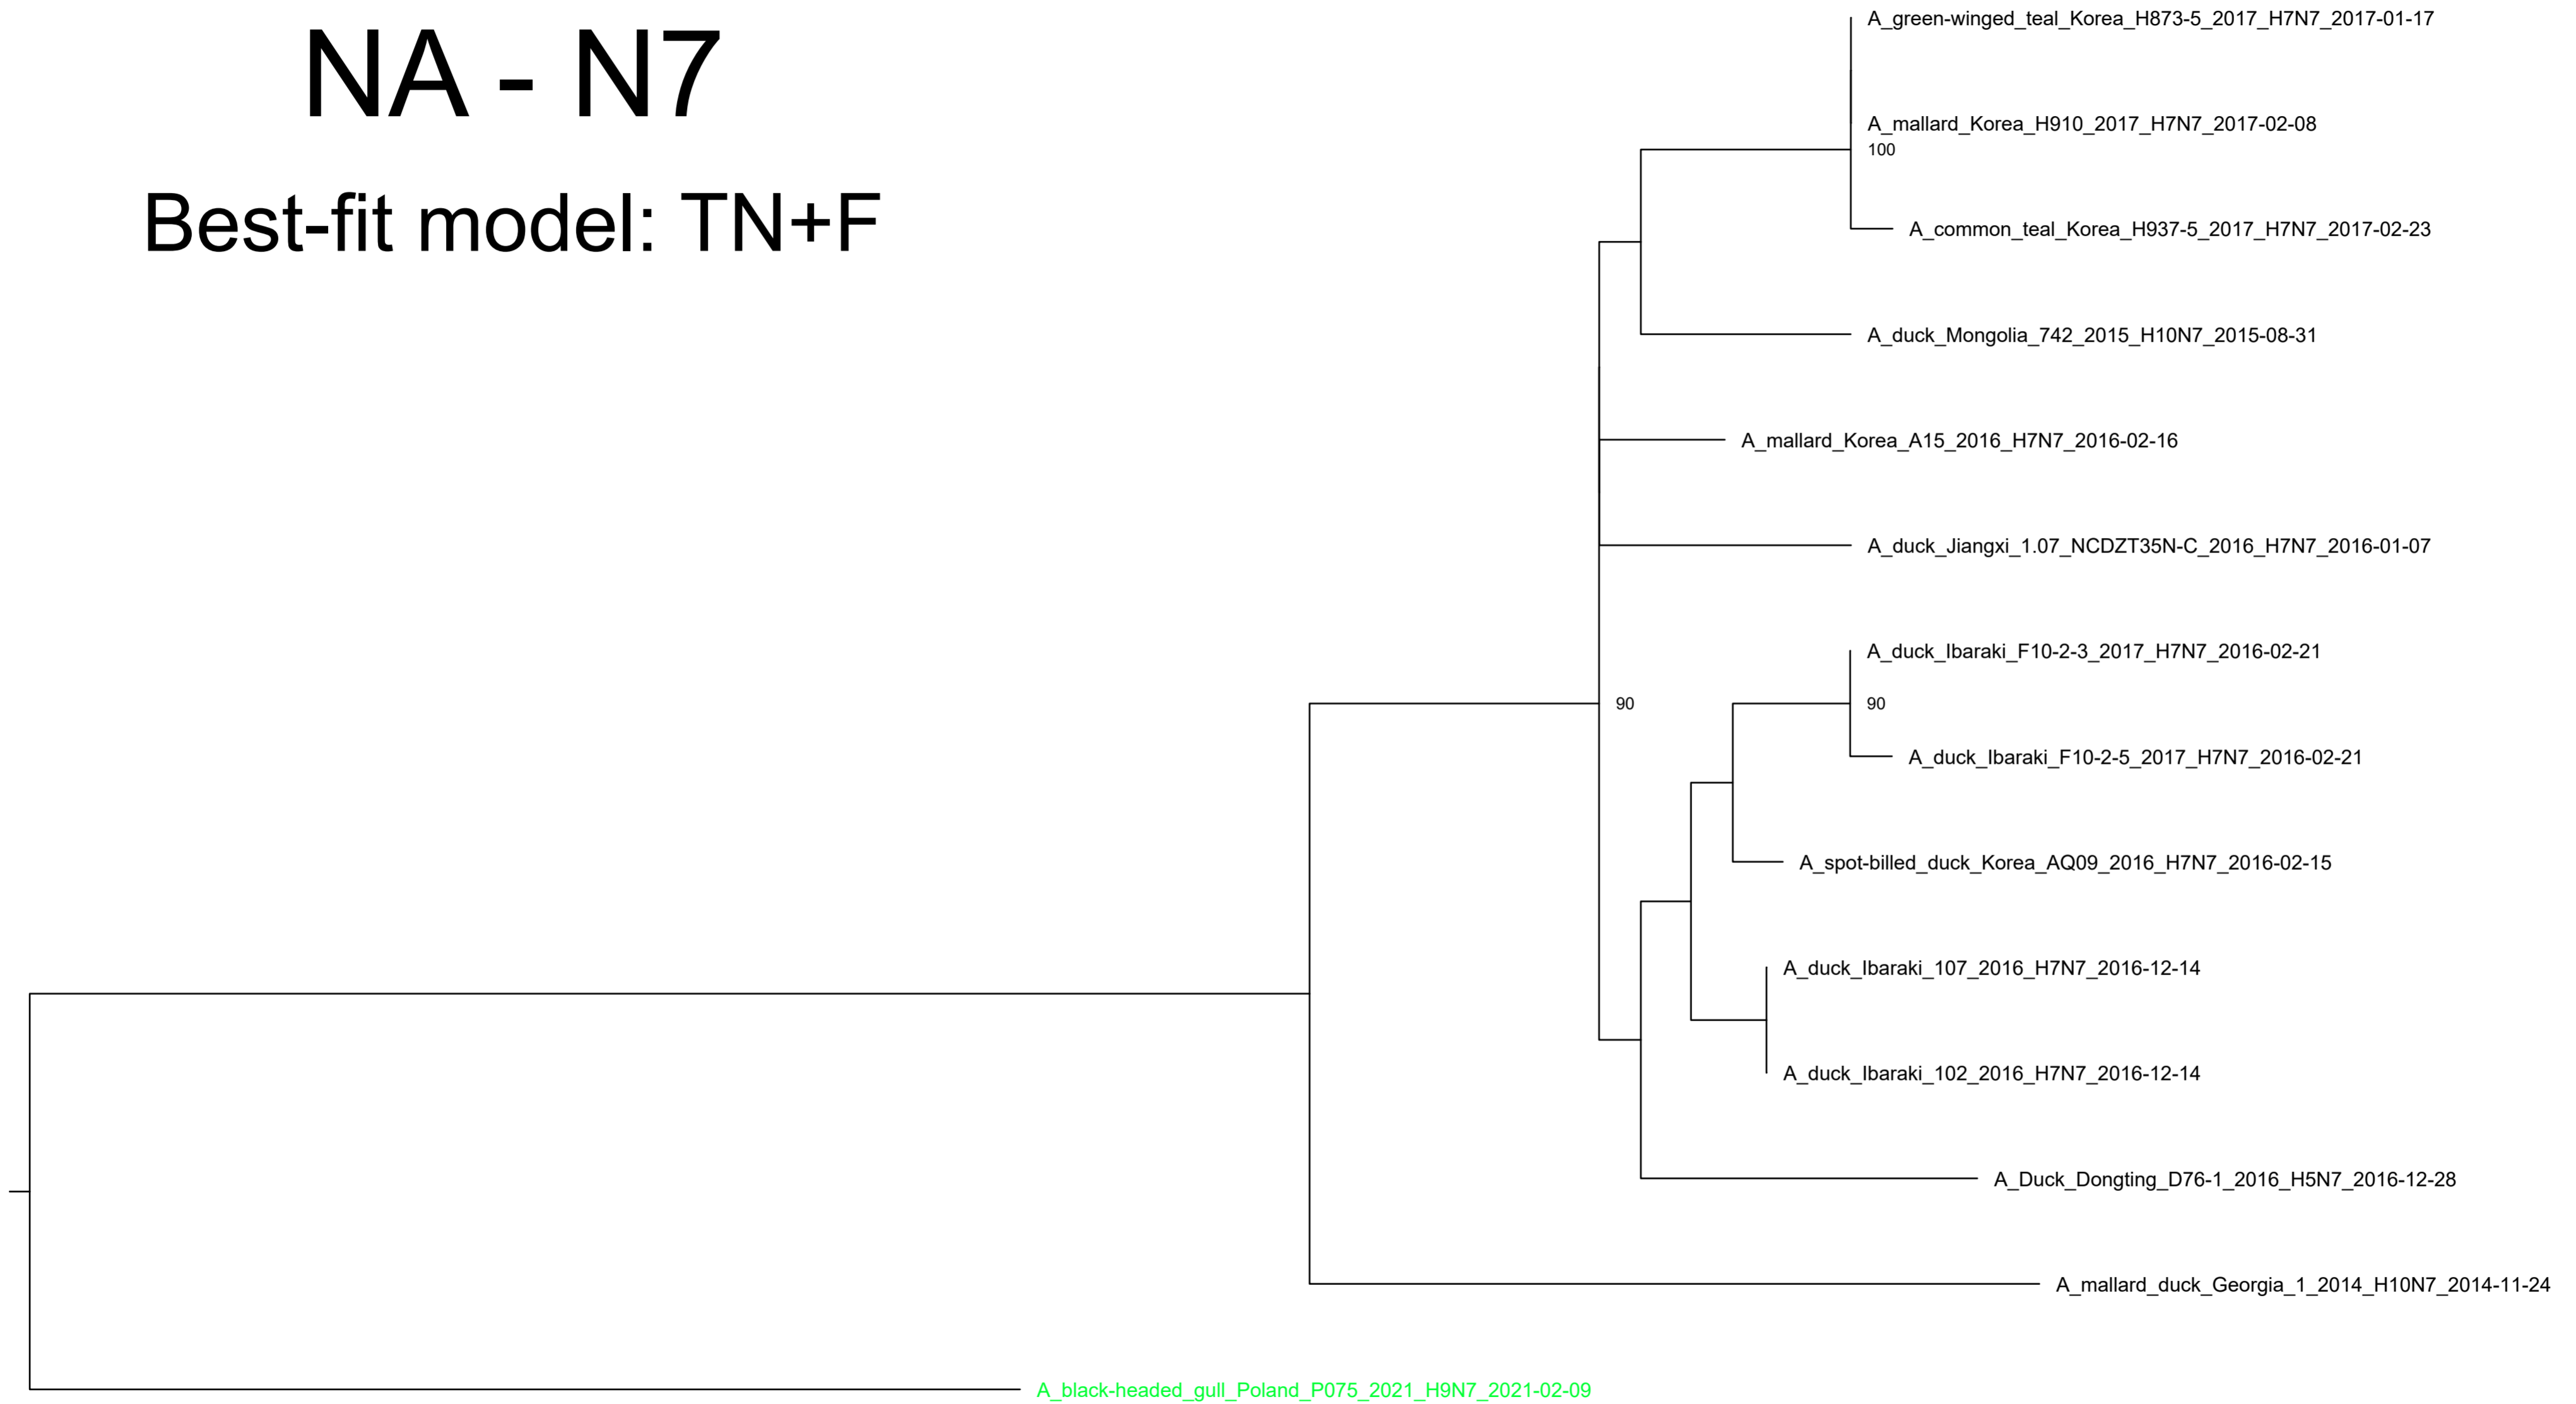 NA - N7
Best-fit model: TN+F
A_green-winged_teal_Korea_H873-5_2017_H7N7_2017-01-17
A_mallard_Korea_H910_2017_H7N7_2017-02-08
100
A_common_teal_Korea_H937-5_2017_H7N7_2017-02-23
A_duck_Mongolia_742_2015_H10N7_2015-08-31
A_mallard_Korea_A15_2016_H7N7_2016-02-16
A_duck_Jiangxi_1.07_NCDZT35N-C_2016_H7N7_2016-01-07
A_duck_Ibaraki_F10-2-3_2017_H7N7_2016-02-21
90
90
A_duck_Ibaraki_F10-2-5_2017_H7N7_2016-02-21
A_spot-billed_duck_Korea_AQ09_2016_H7N7_2016-02-15
A_duck_Ibaraki_107_2016_H7N7_2016-12-14
A_duck_Ibaraki_102_2016_H7N7_2016-12-14
A_Duck_Dongting_D76-1_2016_H5N7_2016-12-28
A_mallard_duck_Georgia_1_2014_H10N7_2014-11-24
A_black-headed_gull_Poland_P075_2021_H9N7_2021-02-09